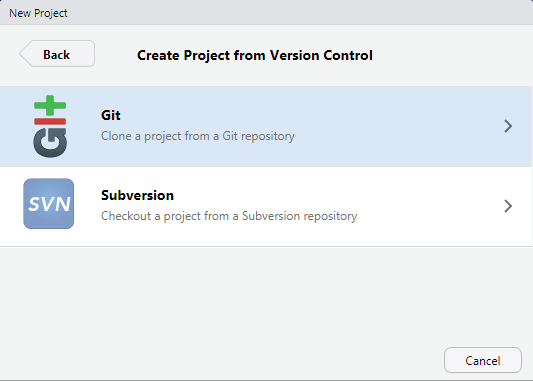 New Project
Back
Create Project from Version Control
git
Git
Clone a project from a Git repository
SVN
Subversion
Checkout a project from a Subversion repository
Cancel